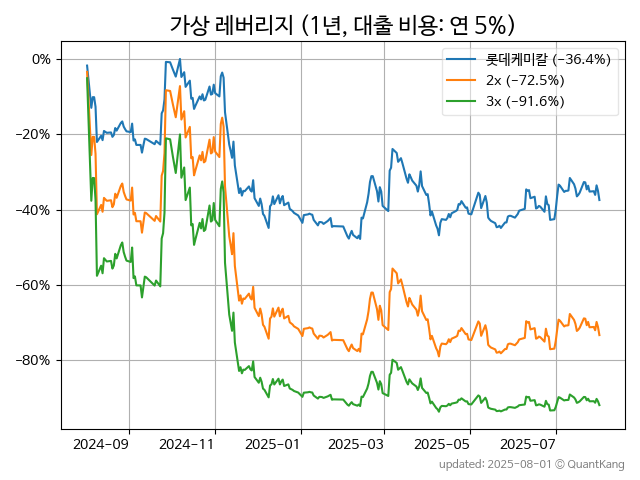 가상 레버리지 (1년, 대출 비용: 연 5%)
롯데케미칼 (−36.4%)
2x (−72.5%)
3x (−91.6%)
0%
−20%
−40%
−60%
−80%
2024-09 2024-11 2025-01 2025-03 2025-05 2025-07
updated: 2025-08-01 © QuantKang